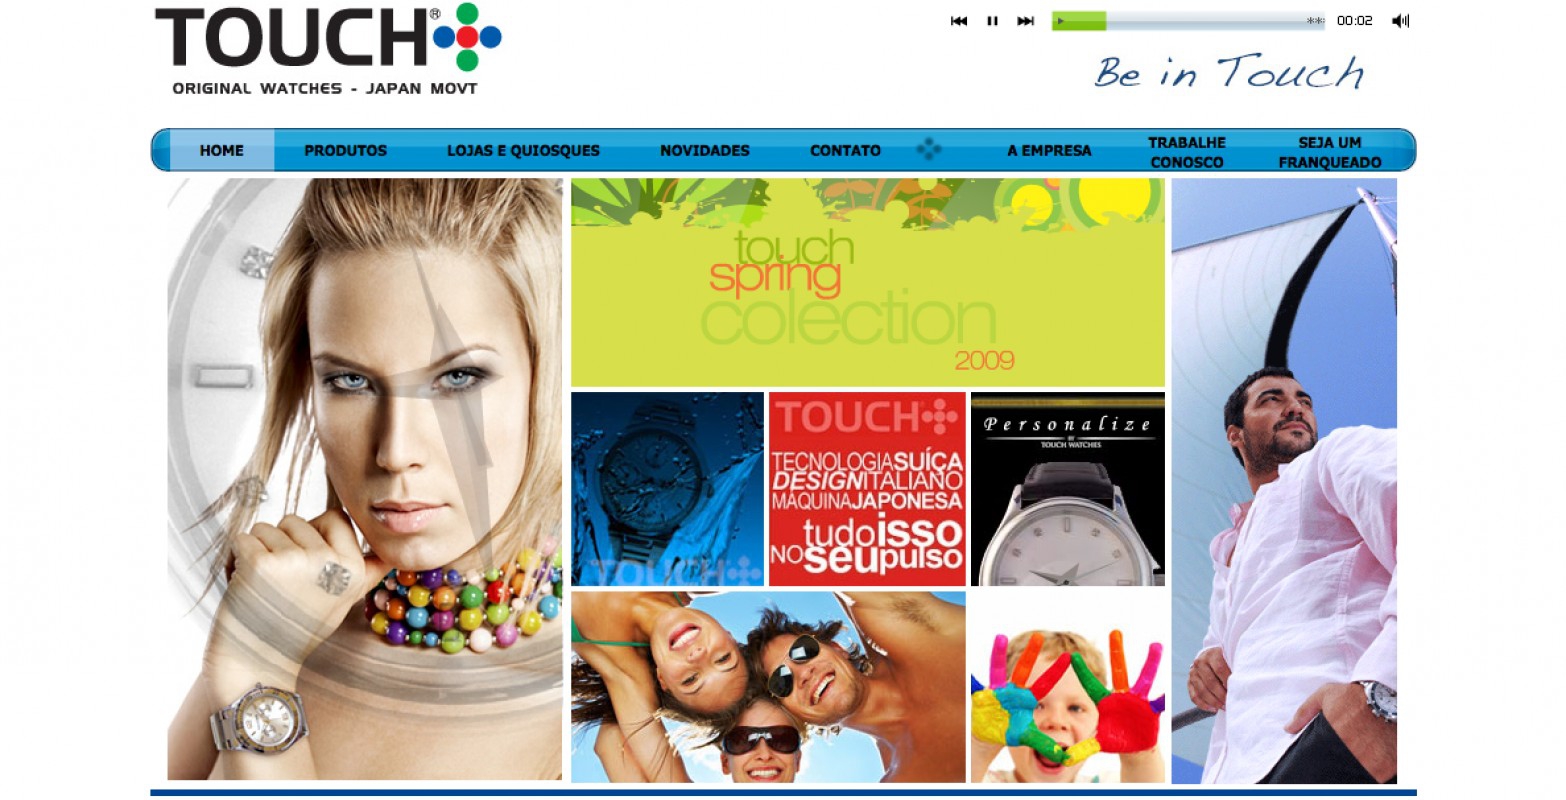 TOUCH®
ORIGINAL WATCHES - JAPAN MOVT
00:02
Be in Touch
HOME
PRODUTOS
LOJAS E QUIOSQUES
NOVIDADES
CONTATO
A EMPRESA
TRABALHE
CONOSCO
SEJA UM
FRANQUEADO
touch
spring
colection
2009
TOUCH
TOUCH
TECNOLOGIASUÍÇA
DESIGNITALIANO
MÁQUINAJAPONESA
tudoisso
NOseupulso
Personalize
BY
TOUCH WATCHES